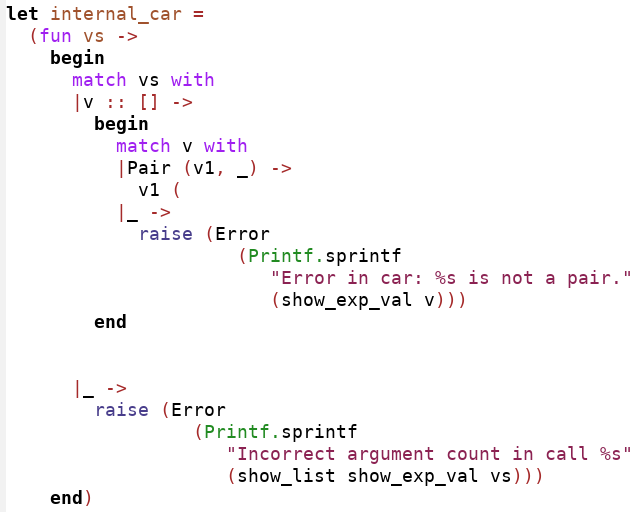 let internal_car =
  (fun vs ->
    begin
      match vs with
      |v :: [] ->
        begin
          match v with
          |Pair (v1, _) ->
            v1 (
          |_ ->
            raise (Error
                     (Printf.sprintf
                        "Error in car: %s is not a pair."
                        (show_exp_val v)))
        end
      |_ ->
        raise (Error
                 (Printf.sprintf
                    "Incorrect argument count in call %s"
                    (show_list show_exp_val vs)))
    end)